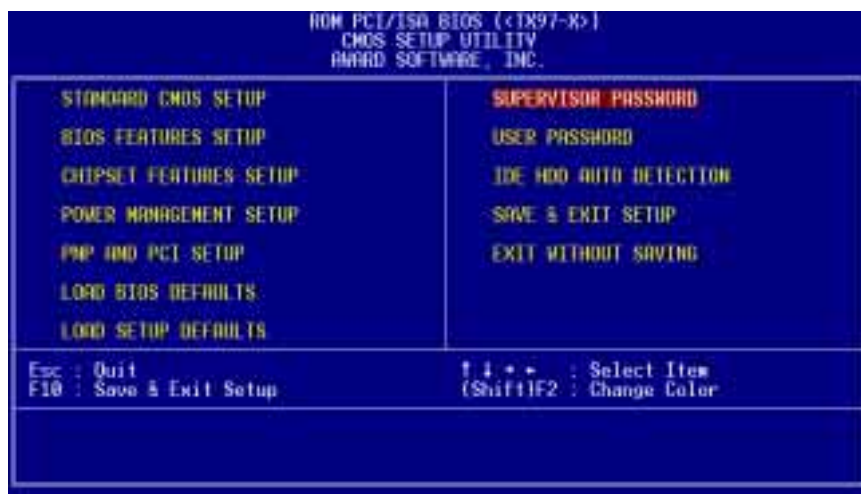 ROM PCI/ISA BIOS (<TX97-X>)
CMOS SETUP UTILITY
AWARD SOFTWARE, INC.
STANDARD CMOS SETUP
BIOS FEATURES SETUP
CHIPSET FEATURES SETUP
POWER MANAGEMENT SETUP
PNP AND PCI SETUP
LOAD BIOS DEFAULTS
LOAD SETUP DEFAULTS
SUPERVISOR PASSWORD
USER PASSWORD
IDE HDD AUTO DETECTION
SAVE & EXIT SETUP
EXIT WITHOUT SAVING
Esc : Quit
F10 : Save & Exit Setup
↑ ↓ → ← : Select Item
(Shift)F2 : Change Color